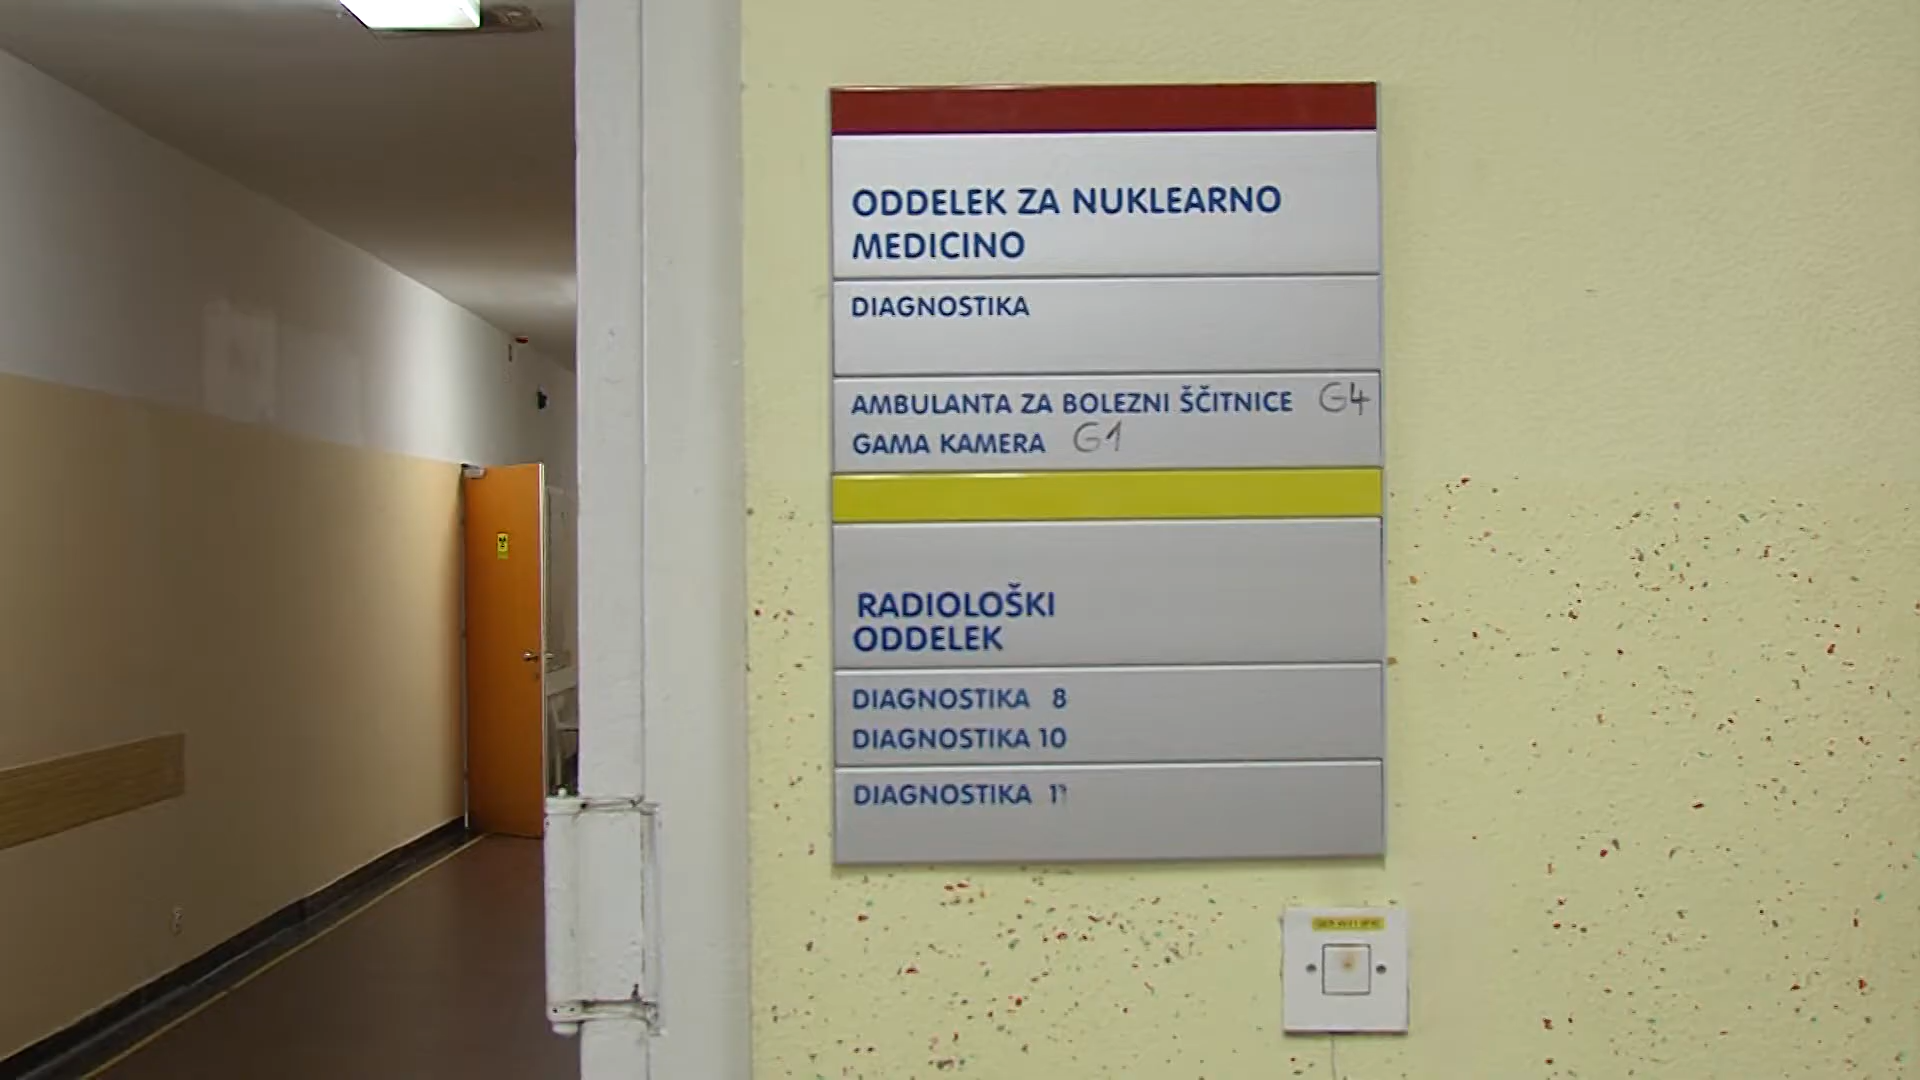 ODDELEK ZA NUKLEARNO
MEDICINO
DIAGNOSTIKA
AMBULANTA ZA BOLEZNI ŠČITNICE G4
GAMA KAMERA G1
RADIOLOŠKI
ODDELEK
DIAGNOSTIKA 8
DIAGNOSTIKA 10
DIAGNOSTIKA